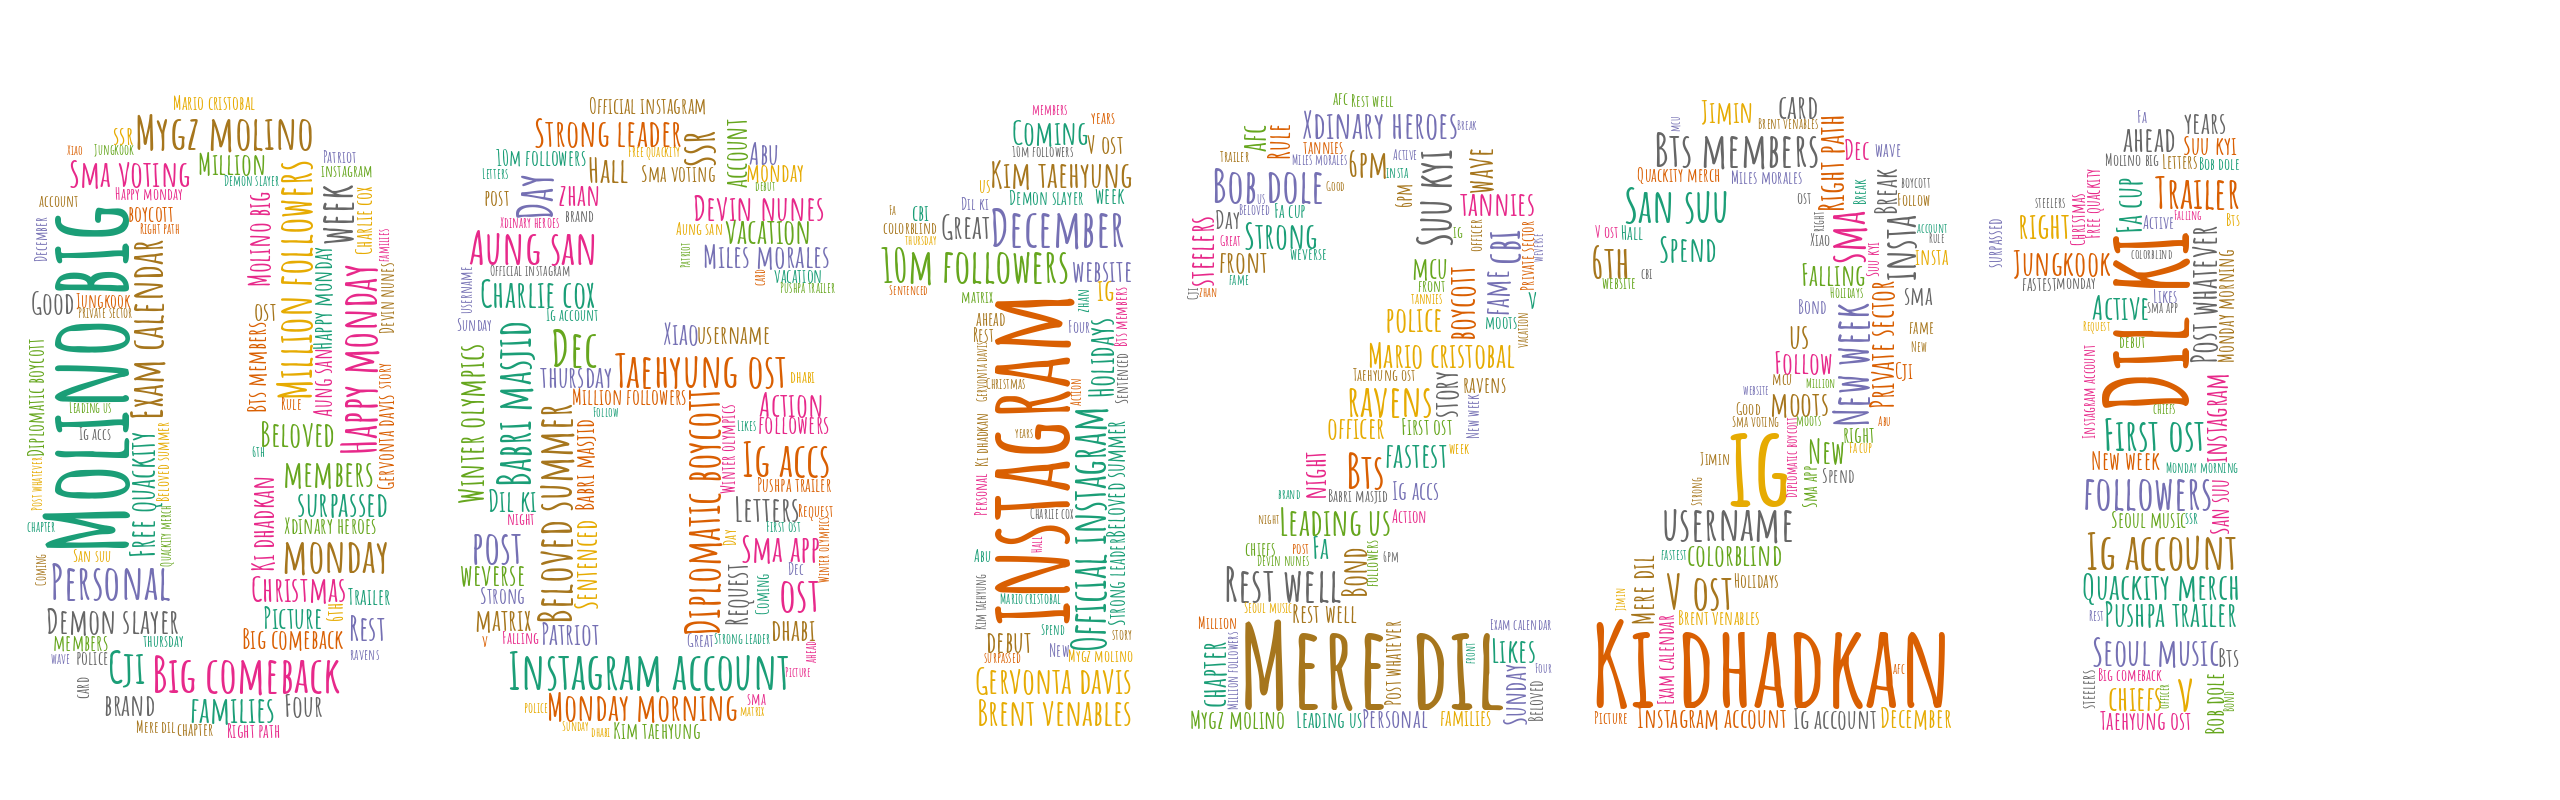 Mario cristobal
Mygz molino
SSR
Xiao
Jungkook
Sma voting
Million
Demon slayer
Happy monday
Patriot
Instagram
Account
Boycott
Right path
December
Molino big
Million followers
Week
Charlie cox
Families
Molino big
Exam calendar
Happy monday
Good
Jungkook
Private sector
OST
Devin nunes
Diplomatic boycott
Leading us
Ig accs
BTS members
Rule
Aung san
Happy monday
Story
Gervonta davis
Beloved
6th
Post whatever
Chapter
Free quackity
Beloved summer
Quackity merch
Members
Surpassed
Xdinary heroes
Ki dhadkan
Monday
San suu
Coming
Personal
Christmas
Trailer
Picture
6th
Demon slayer
Members
Thursday
Wave
Police
Big comeback
Rest
Ravens
CJI
Big comeback
Card
Brand
Families
Four
Mere dil
Chapter
Right path
Official instagram
Strong leader
10m followers
Free quackity
SSR
Account
Abu
Monday
Debut
Letters
Hall
Sma voting
Post
Day
Zhan
Brand
Xdinary heroes
Devin nunes
Aung san
Vacation
Aung san
Official instagram
Patriot
Miles morales
Card
Vacation
Pushpa trailer
Username
Charlie cox
Ig account
Sunday
Xiao
Username
Winter olympics
Babri masjid
Dec
Thursday
Taehyung ost
Dhabi
Million followers
Follow
Action
Likes
Followers
Winter olympics
Beloved summer
Babri masjid
Diplomatic boycott
Ig accs
Pushpa trailer
Dil ki
Night
Letters
Request
First ost
Day
Sentenced
Post
Weverse
Strong
Sma app
Dec
Winter olympics
Request
Coming
OST
Matrix
V
Falling
Patriot
Great
Strong leader
Dhabi
Ahead
Instagram account
Picture
Police
Monday morning
SMA
Matrix
Sunday
Dhabi
Kim taehyung
Members
Coming
Years
10m followers
V ost
Kim taehyung
Us
Demon slayer
Week
Dil ki
Fa
CBI
Colorblind
Thursday
Great
December
10m followers
Website
Sentenced
Matrix
Instagram
IG
Zhan
BTS members
Ahead
Rest
Four
Gervonta davis
Christmas
Action
Holidays
Sentenced
Years
Ki dhadkan
Personal
Charlie cox
Official instagram
Beloved summer
Strong leader
Hall
Abu
Kim taehyung
Mario cristobal
Debut
Surpassed
Spend
New
Story
Mygz molino
Gervonta davis
Brent venables
AFC
Rest well
AFC
Rule
Xdinary heroes
Break
Trailer
Tannies
Miles morales
6pm
Active
Insta
Suu kyi
Wave
Bob dole
Us
Beloved
Good
FA cup
6pm
Tannies
Steelers
Day
Great
Strong
Weverse
Front
Fame
CJI
Zhan
IG
Officer
CBI
Private sector
Weverse
MCU
Front
Tannies
Boycott
Fame
V
Police
Moots
Vacation
Mario cristobal
Taehyung ost
Story
Ravens
Ravens
Officer
First ost
New week
Night
BTS
Fastest
Week
Brand
Babri masjid
Ig accs
Night
Leading us
Action
Chiefs
Post
Fa
Devin nunes
Bond
Followers
6pm
Rest well
Seoul music
Rest well
Million
Million followers
Chapter
Mere dil
Post whatever
Front
Exam calendar
Likes
Four
Sunday
Beloved
Mygz molino
Leading us
Personal
Families
Jimin
Card
Brent venables
MCU
BTS members
Right path
Dec
Wave
Quackity merch
Miles morales
San suu
OST
Break
Break
Boycott
Follow
V ost
Hall
Spend
Right
Xiao
SMA
Suu kyi
Insta
Account
Rule
Insta
6th
CBI
Website
Falling
Holidays
Bond
New week
Private sector
SMA
Fame
New
Us
Follow
MCU
Million
CJI
Website
Good
Moots
Sma voting
Moots
Abu
Right
FA cup
Jimin
IG
Diplomatic boycott
New
Spend
Sma app
Strong
Username
Fastest
Colorblind
Mere dil
Jimin
V ost
Holidays
Brent venables
Ki dhadkan
Exam calendar
AFC
Picture
Instagram account
Ig account
December
Fa
Ahead
Years
Suu kyi
Molino big
Letters
Bob dole
Christmas
Free quackity
FA cup
Trailer
Steelers
Right
Active
Falling
BTS
Surpassed
Jungkook
Fastest
Monday
Dil ki
Colorblind
Post whatever
Monday morning
Active
Likes
Sma app
Request
Debut
Instagram account
Chiefs
First ost
Instagram
New week
Monday morning
Followers
Seoul music
SSR
San suu
Ig account
Quackity merch
Rest
Pushpa trailer
Seoul music
BTS
Steelers
Big comeback
Chiefs
Officer
V
Bob dole
Bond
Taehyung ost